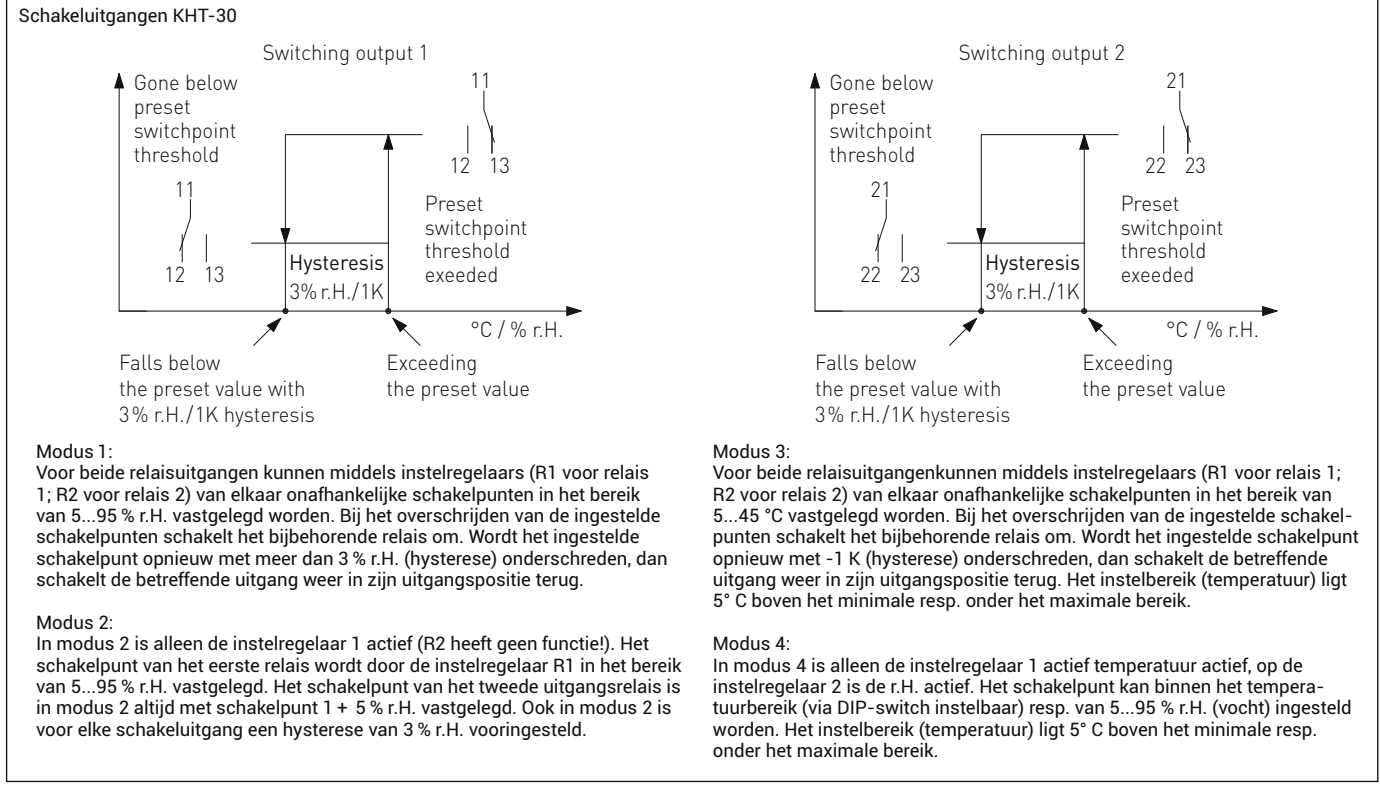 Schakeluitgangen KHT-30
Switching output 1
Gone below
preset
switchpoint
threshold
11
12 13
11
12 13
Preset
switchpoint
threshold
exeeded
Hysteresis
3% r.H./1K
°C / % r.H.
Falls below
the preset value with
3% r.H./1K hysteresis
Exceeding
the preset value
Switching output 2
Gone below
preset
switchpoint
threshold
21
22 23
21
22 23
Preset
switchpoint
threshold
exeeded
Hysteresis
3% r.H./1K
°C / % r.H.
Falls below
the preset value with
3% r.H./1K hysteresis
Exceeding
the preset value
Modus 1:
Voor beide relaisuitgangen kunnen middels instelregelaars (R1 voor relais
1; R2 voor relais 2) van elkaar onafhankelijke schakelpunten in het bereik
van 5...95 % r.H. vastgelegd worden. Bij het overschrijden van de ingestelde
schakelpunten schakelt het bijbehorende relais om. Wordt het ingestelde
schakelpunt opnieuw met meer dan 3 % r.H. (hysterese) onderschreden, dan
schakelt de betreffende uitgang weer in zijn uitgangspositie terug.
Modus 2:
In modus 2 is alleen de instelregelaar 1 actief (R2 heeft geen functie!). Het
schakelpunt van het eerste relais wordt door de instelregelaar R1 in het bereik
van 5...95 % r.H. vastgelegd. Het schakelpunt van het tweede uitgangsrelais is
in modus 2 altijd met schakelpunt 1 + 5 % r.H. vastgelegd. Ook in modus 2 is
voor elke schakeluitgang een hysterese van 3 % r.H. vooringesteld.
Modus 3:
Voor beide relaisuitgangenkunnen middels instelregelaars (R1 voor relais 1;
R2 voor relais 2) van elkaar onafhankelijke schakelpunten in het bereik van
5...45 °C vastgelegd worden. Bij het overschrijden van de ingestelde schakel-
punten schakelt het bijbehorende relais om. Wordt het ingestelde schakelpunt
opnieuw met -1 K (hysterese) onderschreden, dan schakelt de betreffende
uitgang weer in zijn uitgangspositie terug. Het instelbereik (temperatuur) ligt
5° C boven het minimale resp. onder het maximale bereik.
Modus 4:
In modus 4 is alleen de instelregelaar 1 actief temperatuur actief, op de
instelregelaar 2 is de r.H. actief. Het schakelpunt kan binnen het tempera-
tuurbereik (via DIP-switch instelbaar) resp. van 5...95 % r.H. (vocht) ingesteld
worden. Het instelbereik (temperatuur) ligt 5° C boven het minimale resp.
onder het maximale bereik.